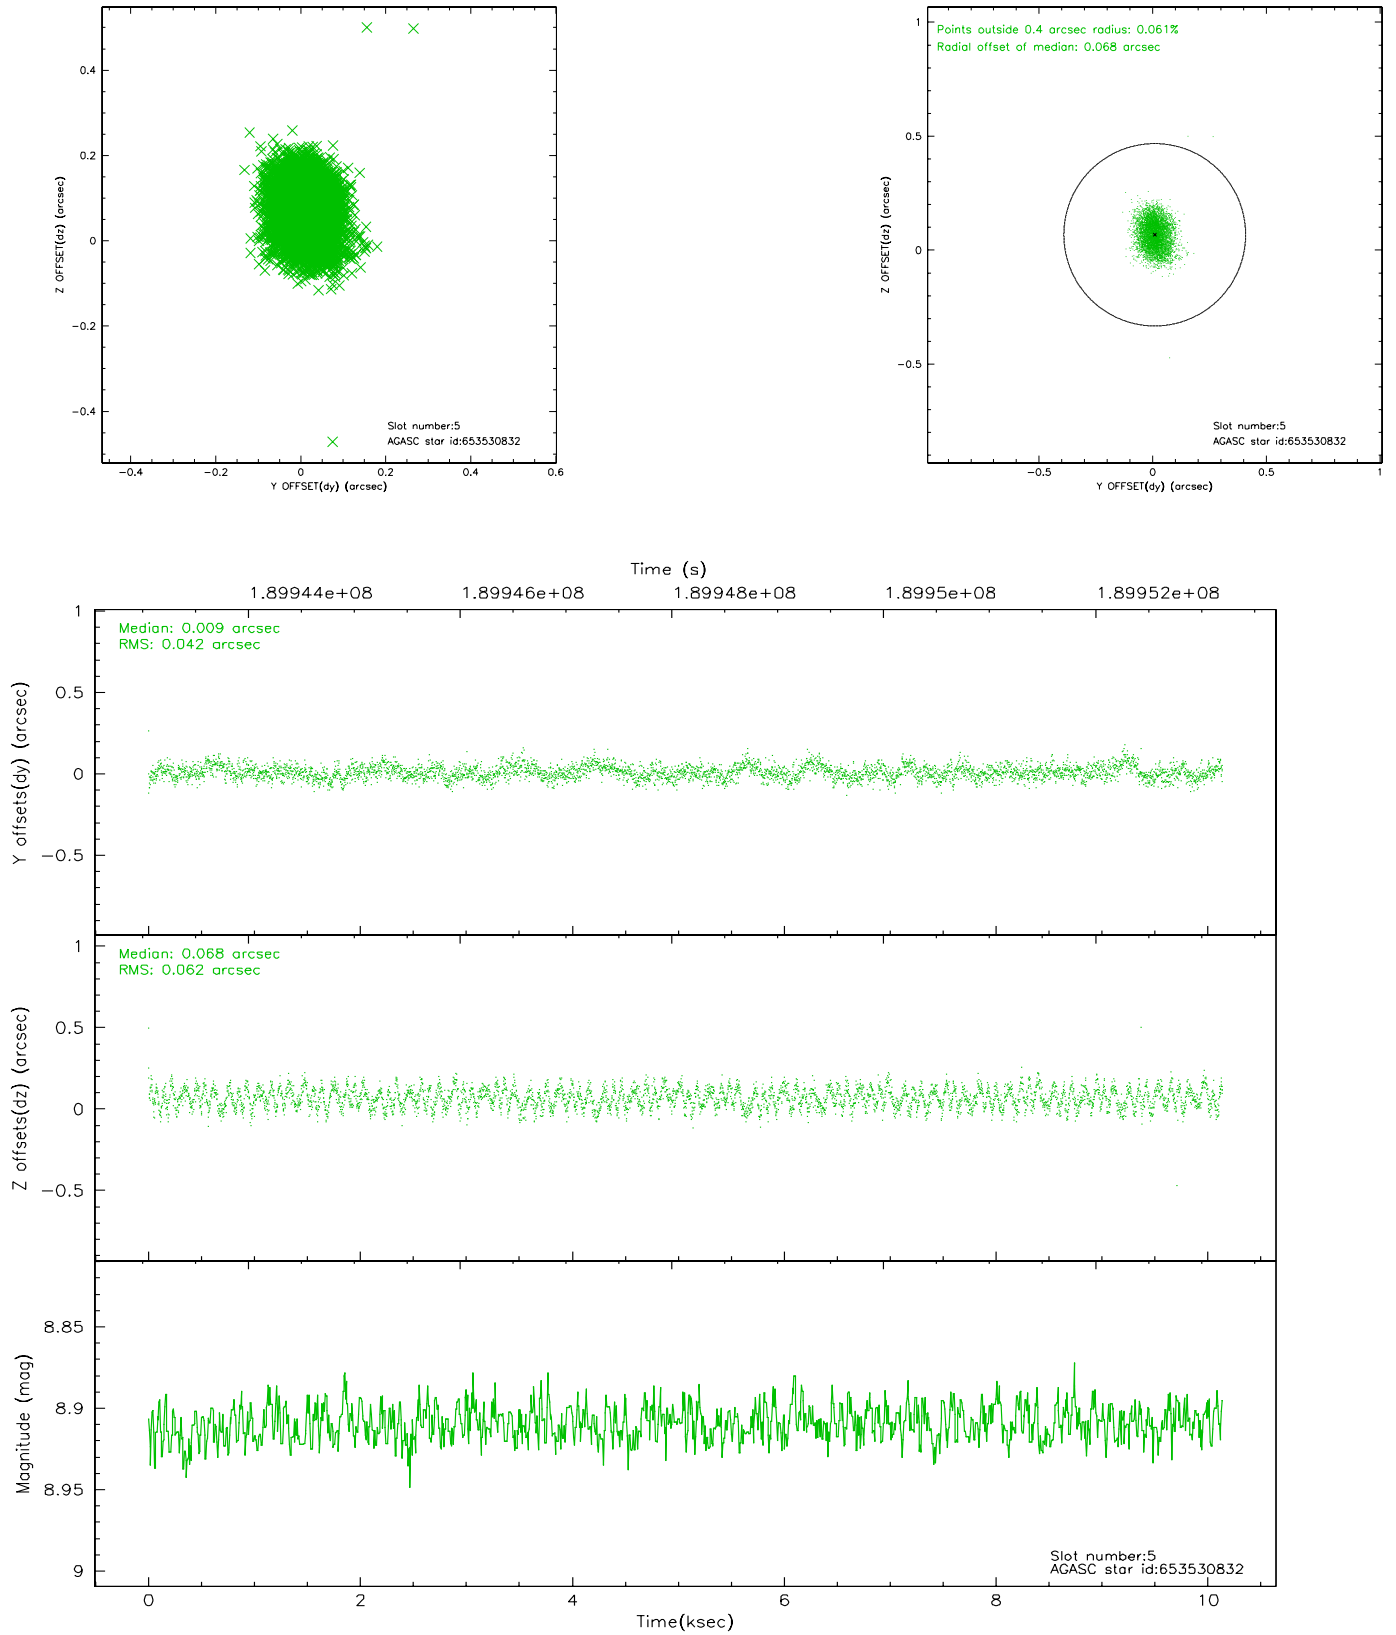 0.4
0.2
0
−0.2
−0.4
Z OFFSET(dz) (arcsec)
Slot number:5
AGASC star id:653530832
−0.4 −0.2 0 0.2 0.4 0.6
Y OFFSET(dy) (arcsec)
Points outside 0.4 arcsec radius: 0.061%
Radial offset of median: 0.068 arcsec
1
0.5
0
−0.5
Z OFFSET(dz) (arcsec)
Slot number:5
AGASC star id:653530832
−0.5 0 0.5 1
Y OFFSET(dy) (arcsec)
Time (s)
1.89944e+08 1.89946e+08 1.89948e+08 1.8995e+08 1.89952e+08
Median: 0.009 arcsec
RMS: 0.042 arcsec
1
0.5
0
−0.5
Y offsets(dy) (arcsec)
Median: 0.068 arcsec
RMS: 0.062 arcsec
1
0.5
0
−0.5
Z offsets(dz) (arcsec)
8.85
8.9
8.95
9
Magnitude (mag)
Slot number:5
AGASC star id:653530832
0 2 4 6 8 10
Time(ksec)